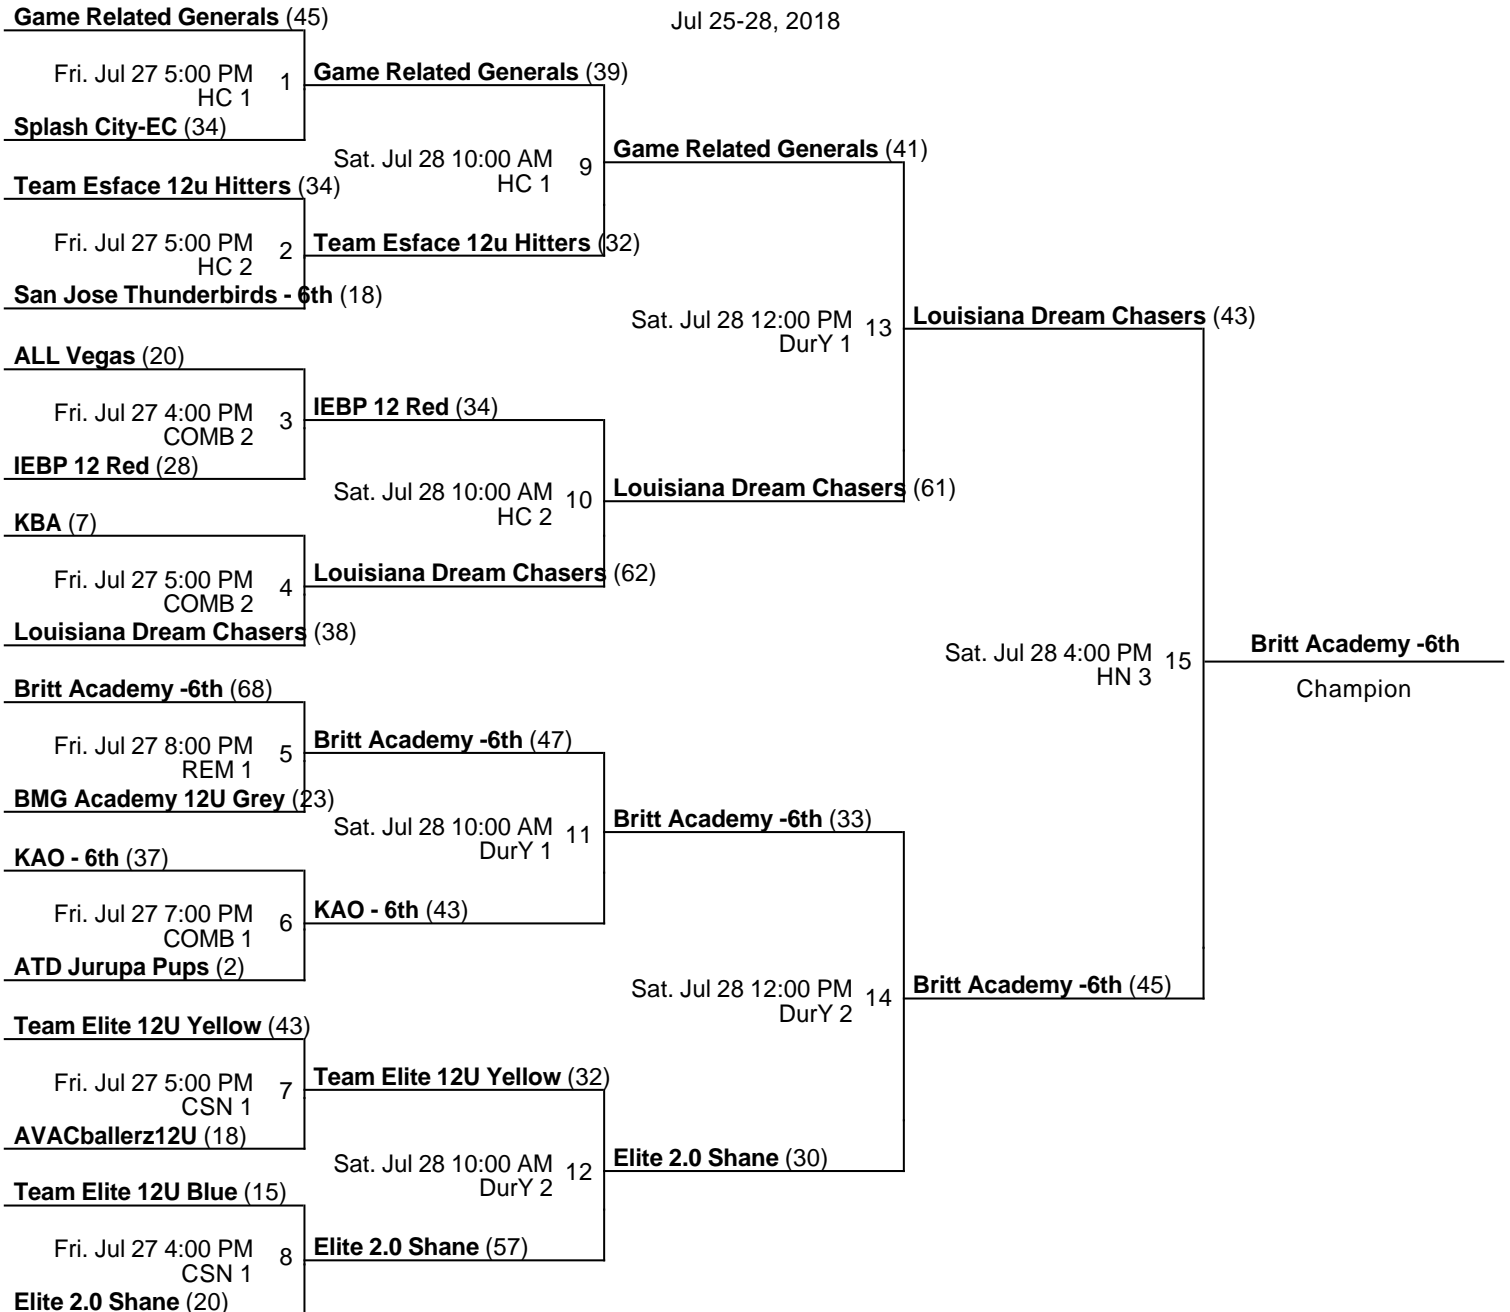 Game Related Generals (45)
Jul 25-28, 2018
Fri. Jul 27 5:00 PM
HC 1
1
Splash City-EC (34)
Team Esface 12u Hitters (34)
Fri. Jul 27 5:00 PM
HC 2
2
San Jose Thunderbirds - 6th (18)
ALL Vegas (20)
Fri. Jul 27 4:00 PM
COMB 2
3
IEBP 12 Red (28)
KBA (7)
Fri. Jul 27 5:00 PM
COMB 2
4
Louisiana Dream Chasers (38)
Britt Academy -6th (68)
Fri. Jul 27 8:00 PM
REM 1
5
BMG Academy 12U Grey (23)
KAO - 6th (37)
Fri. Jul 27 7:00 PM
COMB 1
6
ATD Jurupa Pups (2)
Team Elite 12U Yellow (43)
Fri. Jul 27 5:00 PM
CSN 1
7
AVACballerz12U (18)
Team Elite 12U Blue (15)
Fri. Jul 27 4:00 PM
CSN 1
8
Elite 2.0 Shane (20)
Game Related Generals (39)
Sat. Jul 28 10:00 AM
HC 1
9
Team Esface 12u Hitters (32)
IEBP 12 Red (34)
Sat. Jul 28 10:00 AM
HC 2
10
Louisiana Dream Chasers (62)
Britt Academy -6th (47)
Sat. Jul 28 10:00 AM
DurY 1
11
KAO - 6th (43)
Team Elite 12U Yellow (32)
Sat. Jul 28 10:00 AM
DurY 2
12
Elite 2.0 Shane (57)
Game Related Generals (41)
Sat. Jul 28 12:00 PM
DurY 1
13
Louisiana Dream Chasers (61)
Britt Academy -6th (33)
Sat. Jul 28 12:00 PM
DurY 2
14
Elite 2.0 Shane (30)
Louisiana Dream Chasers (43)
Sat. Jul 28 4:00 PM
HN 3
15
Britt Academy -6th (45)
Britt Academy -6th
Champion